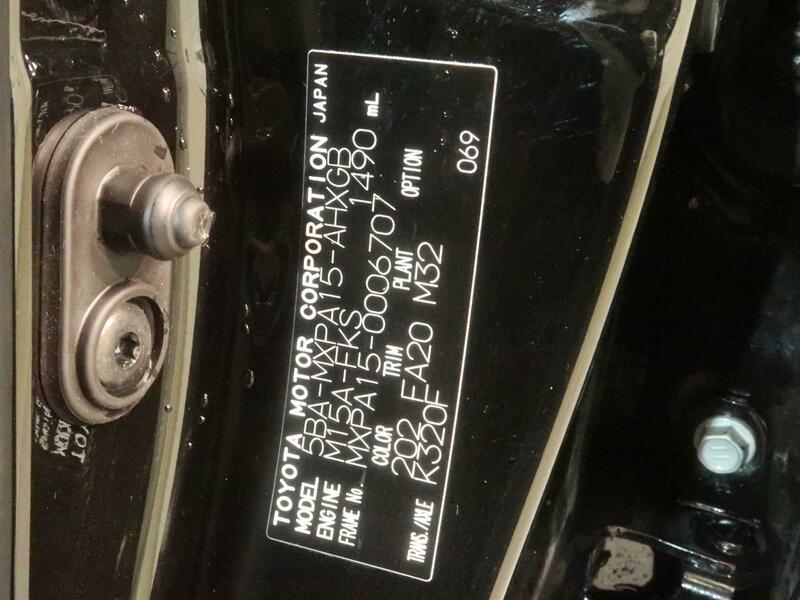 TOYOTA MOTOR CORPORATION JAPAN
MODEL 5BA-MXPA15-AHXGB
ENGINE M15A-FKS 1490 mL
FRAME No. MXPA15-0006707
COLOR TRIM PLANT OPTION
202 FA20 M32
TRANS./AXLE K320F 069